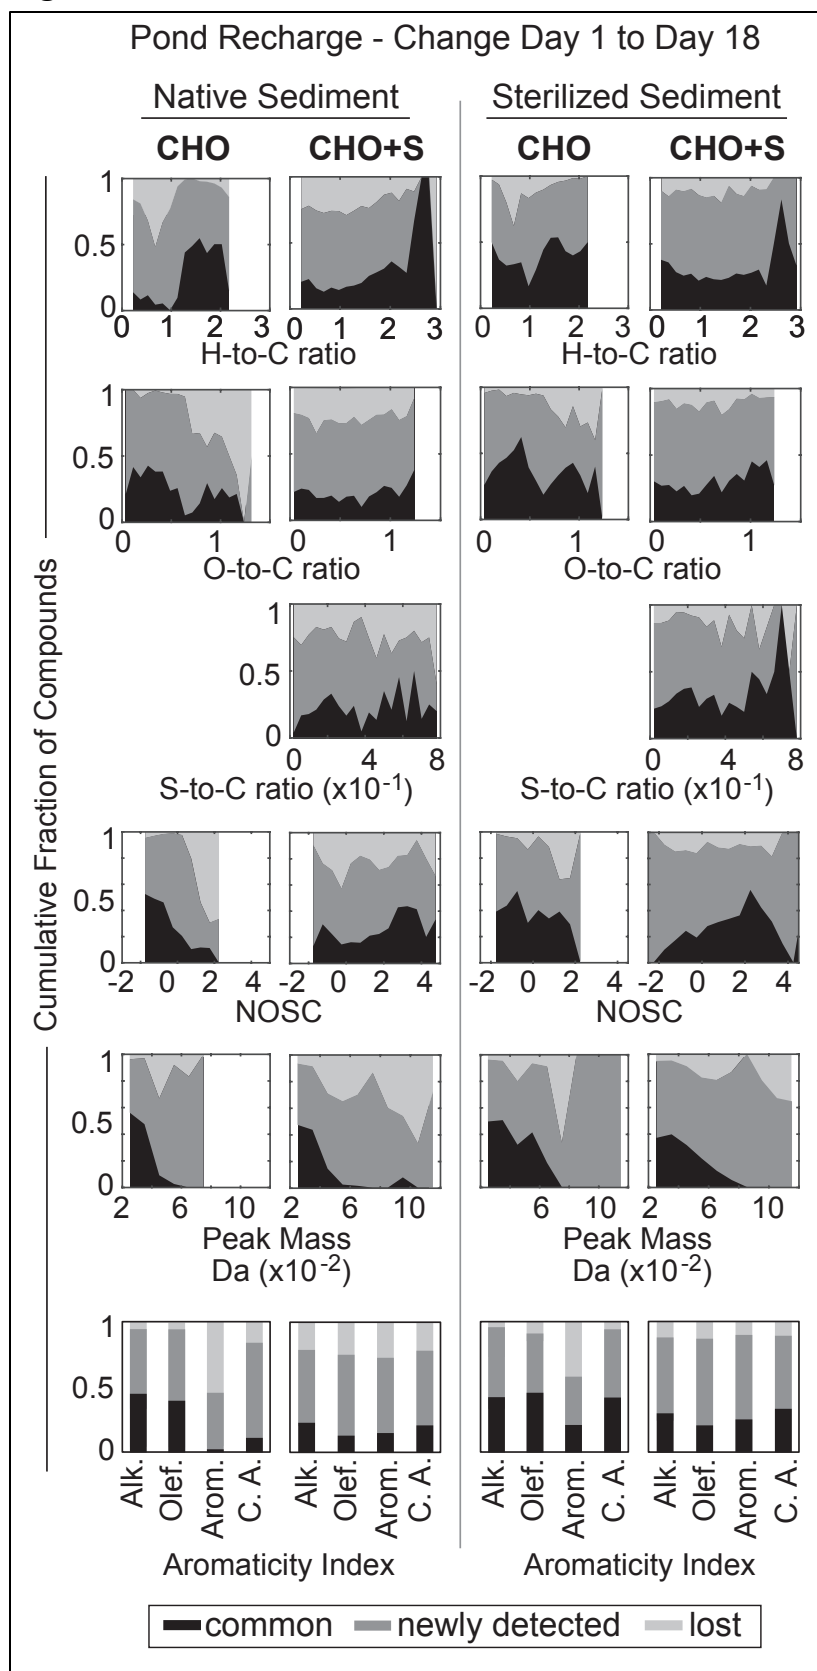 Pond Recharge - Change Day 1 to Day 18
Native Sediment Sterilized Sediment
CHO CHO+S CHO CHO+S
Cumulative Fraction of Compounds
1
0.5
0
0 1 2 3 0 1 2 3 0 1 2 3 0 1 2 3
H-to-C ratio H-to-C ratio
1
0.5
0
0 1 0 1 0 1 0 1
O-to-C ratio O-to-C ratio
1
0.5
0
0 4 8 0 4 8
S-to-C ratio (x10-1) S-to-C ratio (x10-1)
1
0.5
0
-2 0 2 4 -2 0 2 4 -2 0 2 4 -2 0 2 4
NOSC NOSC
1
0.5
0
2 6 10 2 6 10 6 10 2 6 10
Peak Mass Peak Mass
Da (x10-2) Da (x10-2)
1
0.5
0
Alk. Olef. Arom. C. A. Alk. Olef. Arom. C. A. Alk. Olef. Arom. C. A. Alk. Olef. Arom. C. A.
Aromaticity Index Aromaticity Index
common newly detected lost